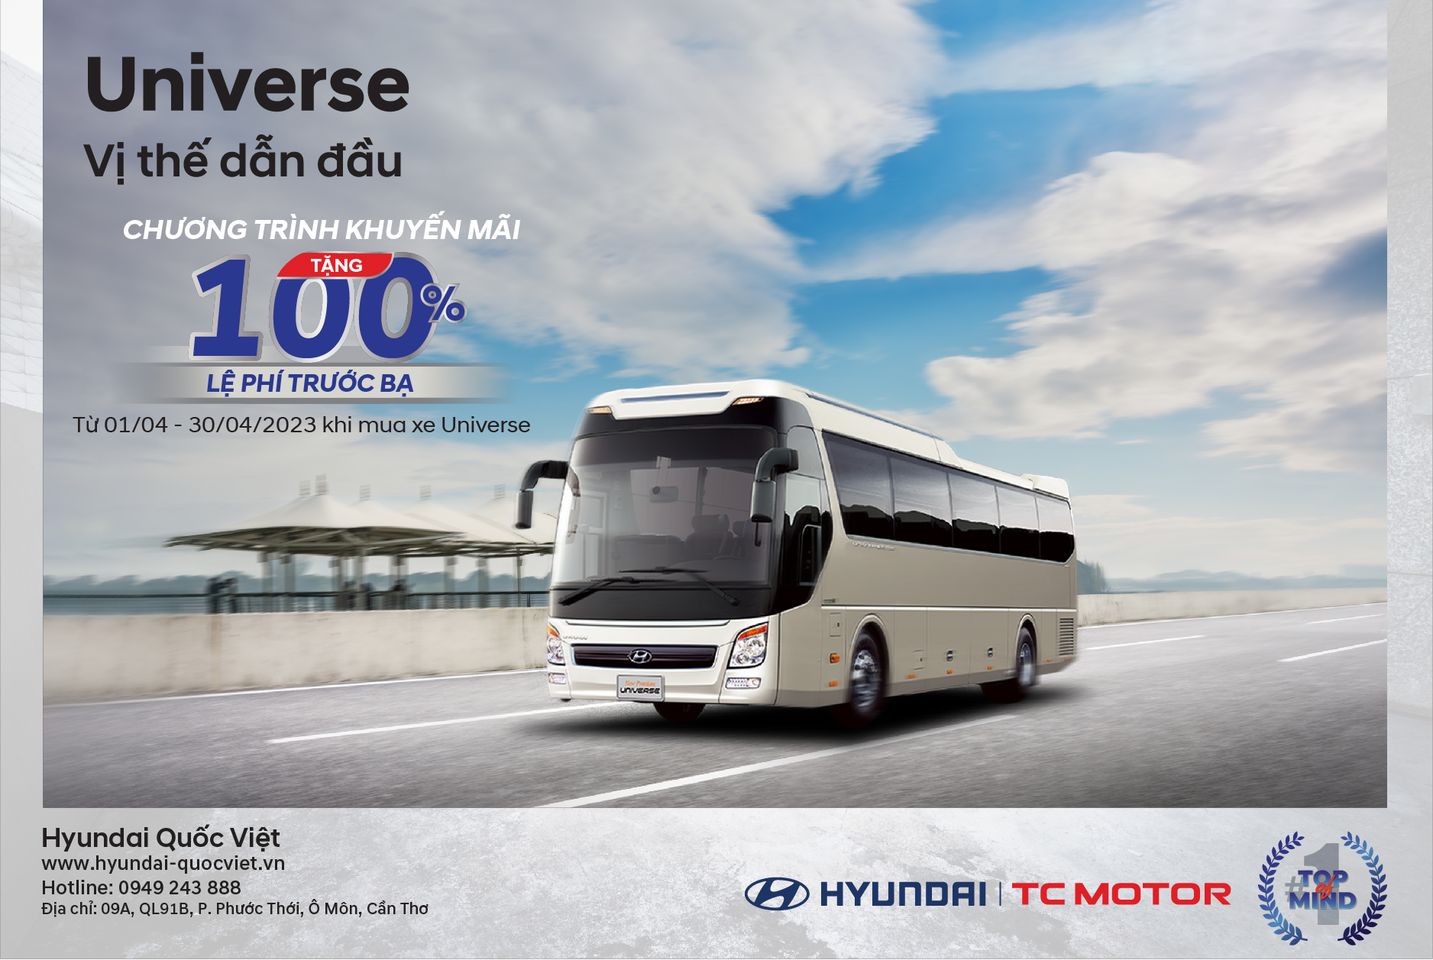 Universe
Vị thế dẫn đầu
CHƯƠNG TRÌNH KHUYẾN MÃI
TẶNG
100%
LỆ PHÍ TRƯỚC BẠ
Từ 01/04 - 30/04/2023 khi mua xe Universe
UNIVERSE
Hyundai Quốc Việt
www.hyundai-quocviet.vn
Hotline: 0949 243 888
Địa chỉ: 09A, QL91B, P. Phước Thới, Ô Môn, Cần Thơ
HYUNDAI | TC MOTOR
#1
TOP
of
MIND